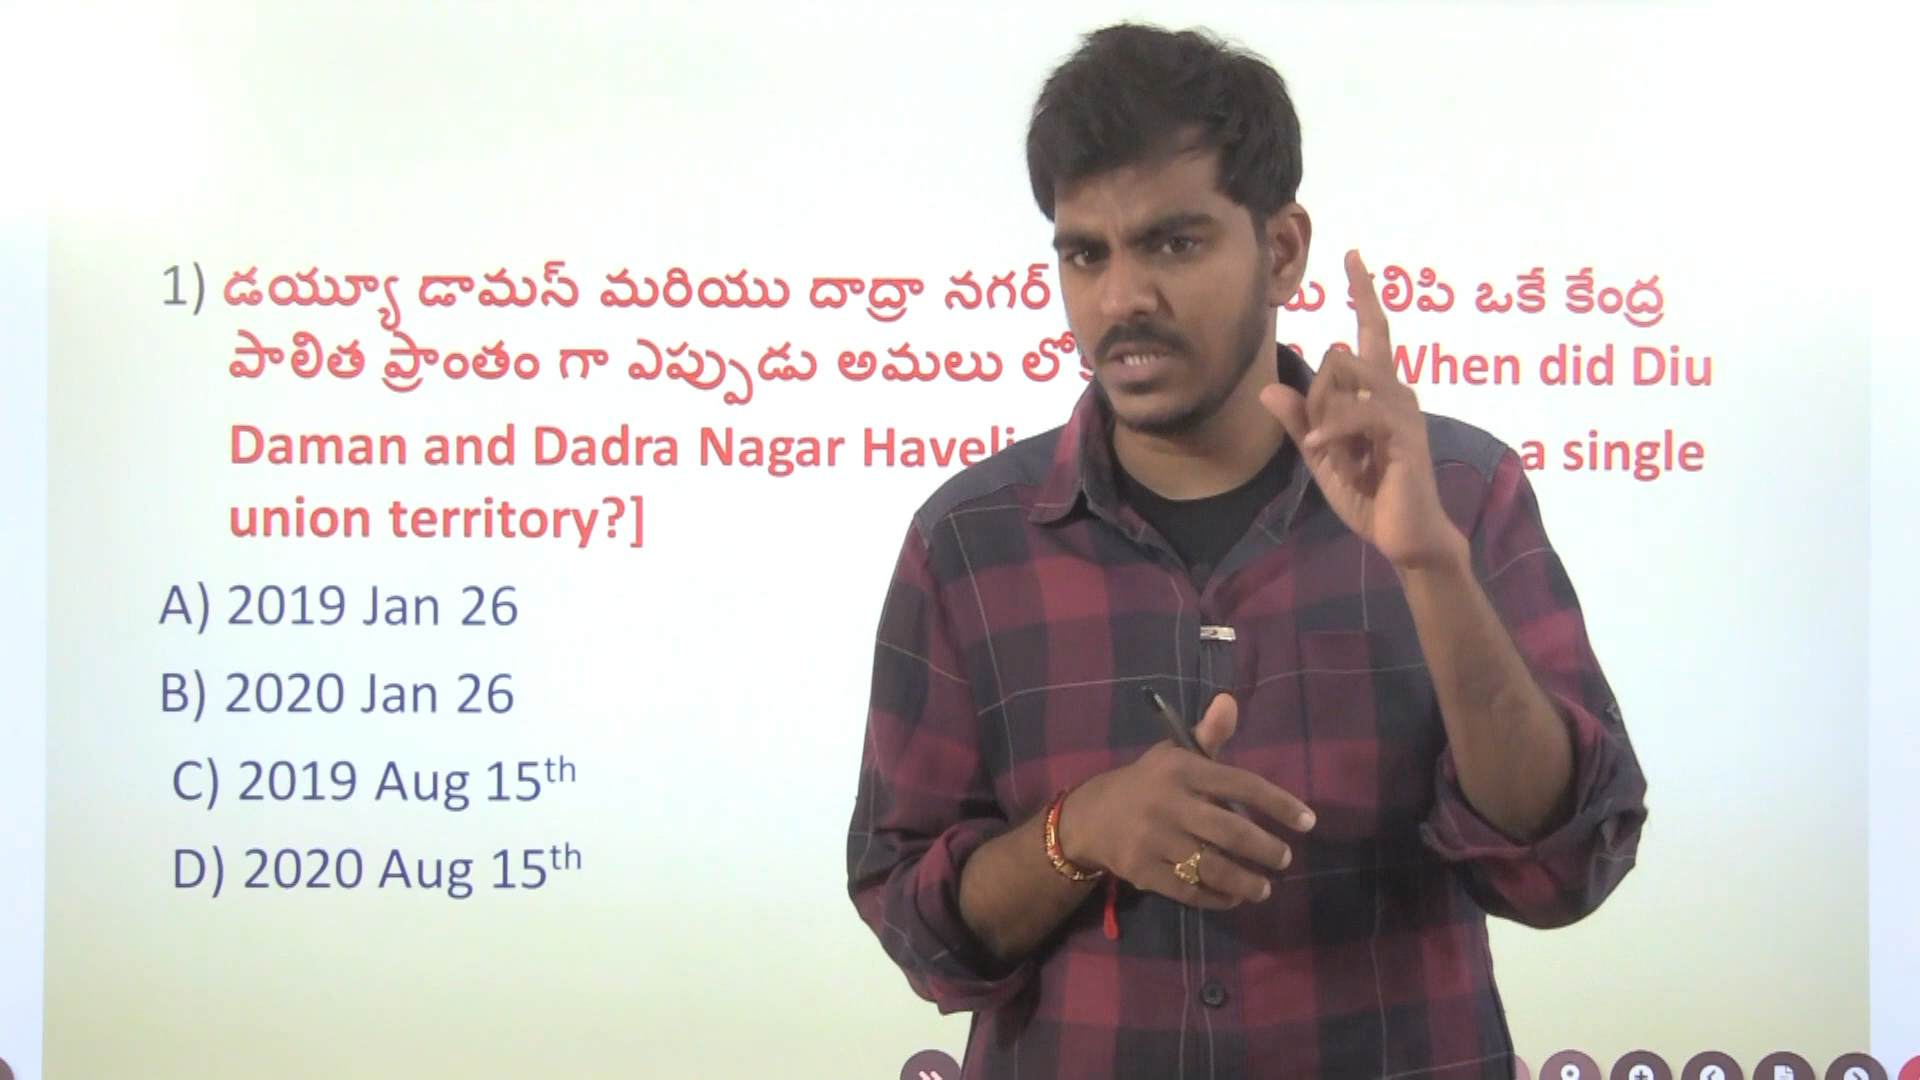 1) డయ్యూ డామస్ మరియు దాద్రా నగర్ కలిపి ఒకే కేంద్ర
పాలిత ప్రాంతం గా ఎప్పుడు అమలు When did Diu
Daman and Dadra Nagar Haveli a single
union territory?]
A) 2019 Jan 26
B) 2020 Jan 26
C) 2019 Aug 15th
D) 2020 Aug 15th